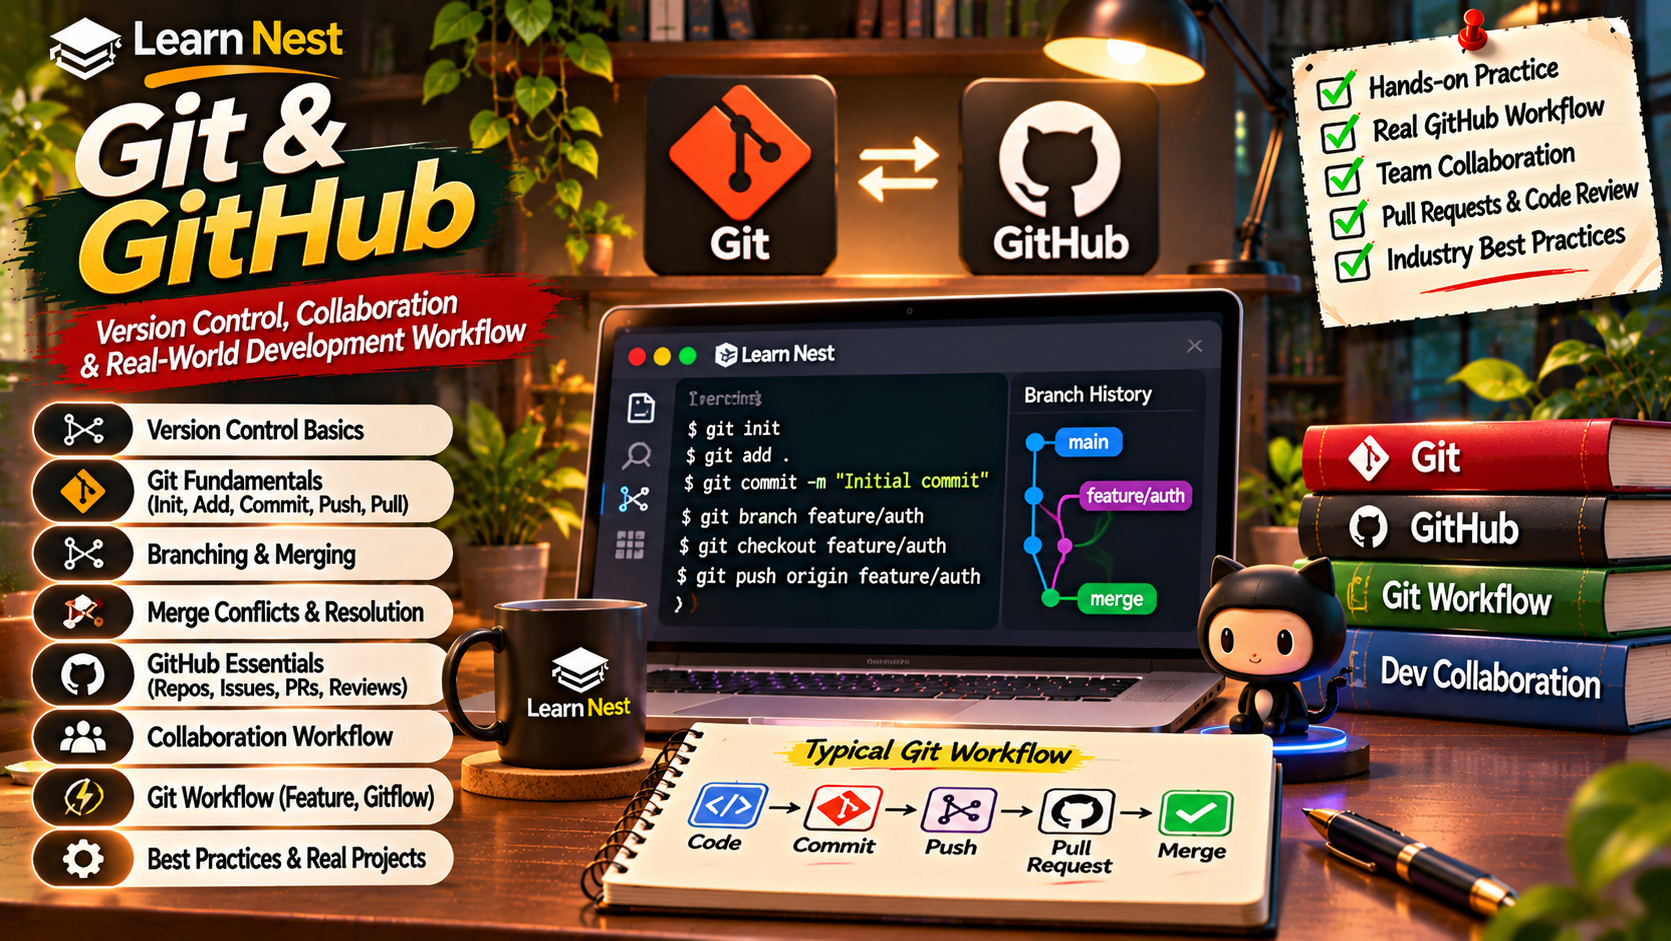 Learn Nest
Git &
GitHub
Version Control, Collaboration
& Real-World Development Workflow
Version Control Basics
Git Fundamentals
(Init, Add, Commit, Push, Pull)
Branching & Merging
Merge Conflicts & Resolution
GitHub Essentials
(Repos, Issues, PRs, Reviews)
Collaboration Workflow
Git Workflow (Feature, Gitflow)
Best Practices & Real Projects
Git
GitHub
Hands-on Practice
Real GitHub Workflow
Team Collaboration
Pull Requests & Code Review
Industry Best Practices
Learn Nest
$ git init
$ git add .
$ git commit -m "Initial commit"
$ git branch feature/auth
$ git checkout feature/auth
$ git push origin feature/auth
Branch History
main
feature/auth
merge
Learn Nest
Typical Git Workflow
Code
Commit
Push
Pull
Request
Merge
Git
GitHub
Git Workflow
Dev Collaboration